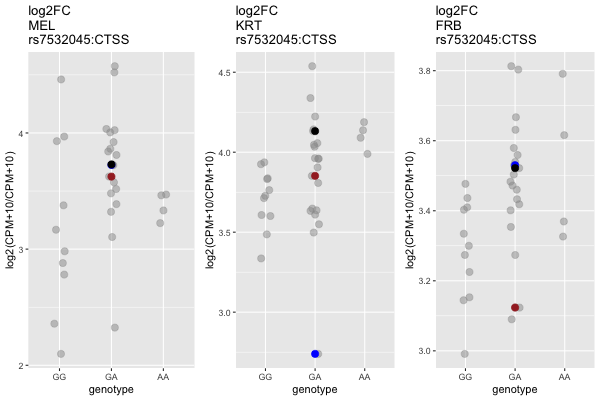 log2FC
MEL
rs7532045:CTSS
log2(CPM+10/CPM+10)
4
3
2
GG GA AA
genotype
log2FC
KRT
rs7532045:CTSS
log2(CPM+10/CPM+10)
4.5
4.0
3.5
3.0
GG GA AA
genotype
log2FC
FRB
rs7532045:CTSS
log2(CPM+10/CPM+10)
3.8
3.6
3.4
3.2
3.0
GG GA AA
genotype